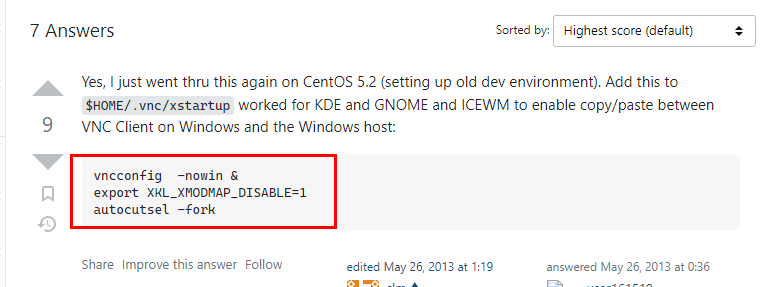 7 Answers
Sorted by: Highest score (default)
Yes, I just went thru this again on CentOS 5.2 (setting up old dev environment). Add this to
$HOME/.vnc/xstartup worked for KDE and GNOME and ICEWM to enable copy/paste between
VNC Client on Windows and the Windows host:
9
vncconfig  -nowin &
export XKL_XMODMAP_DISABLE=1
autocutsel -fork
Share Improve this answer Follow
edited May 26, 2013 at 1:19
answered May 26, 2013 at 0:36